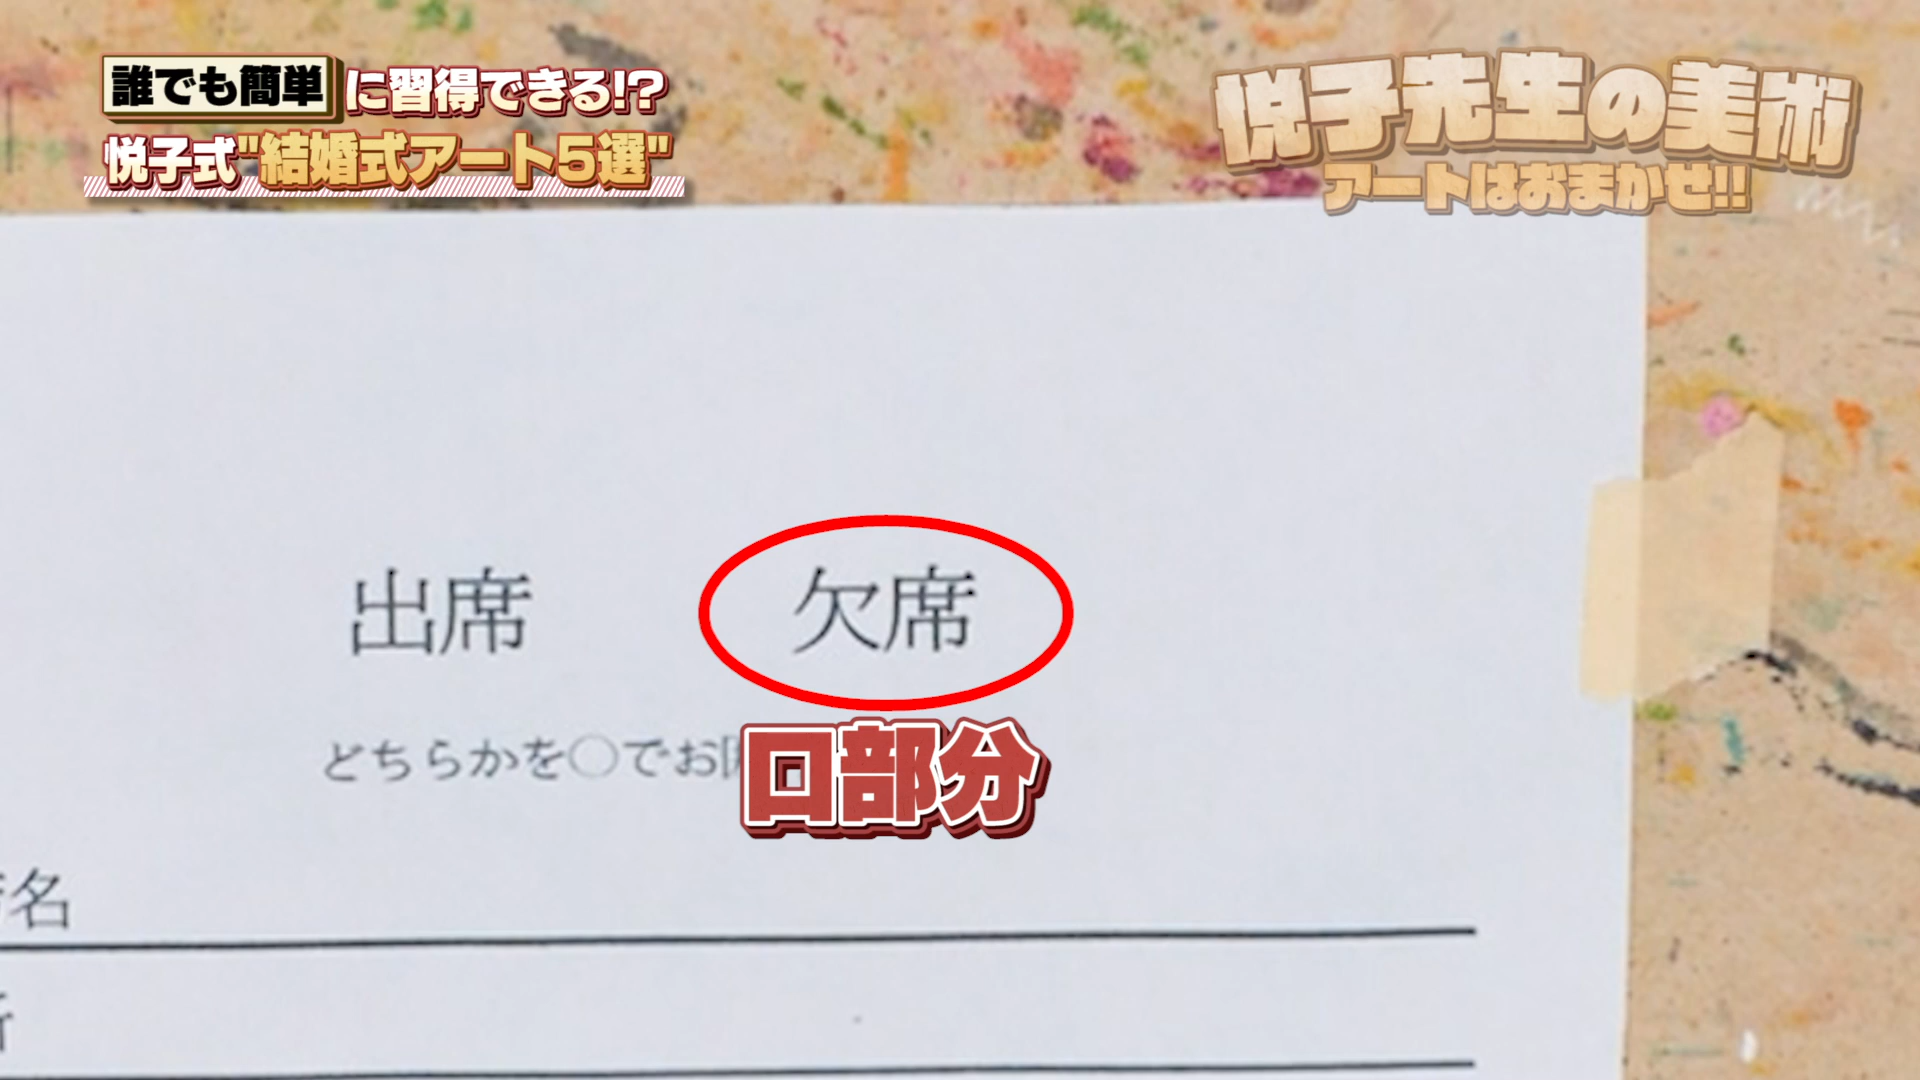 誰でも簡単に習得できる!?
悦子式"結婚式アート5選"
悦子先生の美術
アートはおまかせ!!
出席 欠席
どちらかを○でお
口部分
名